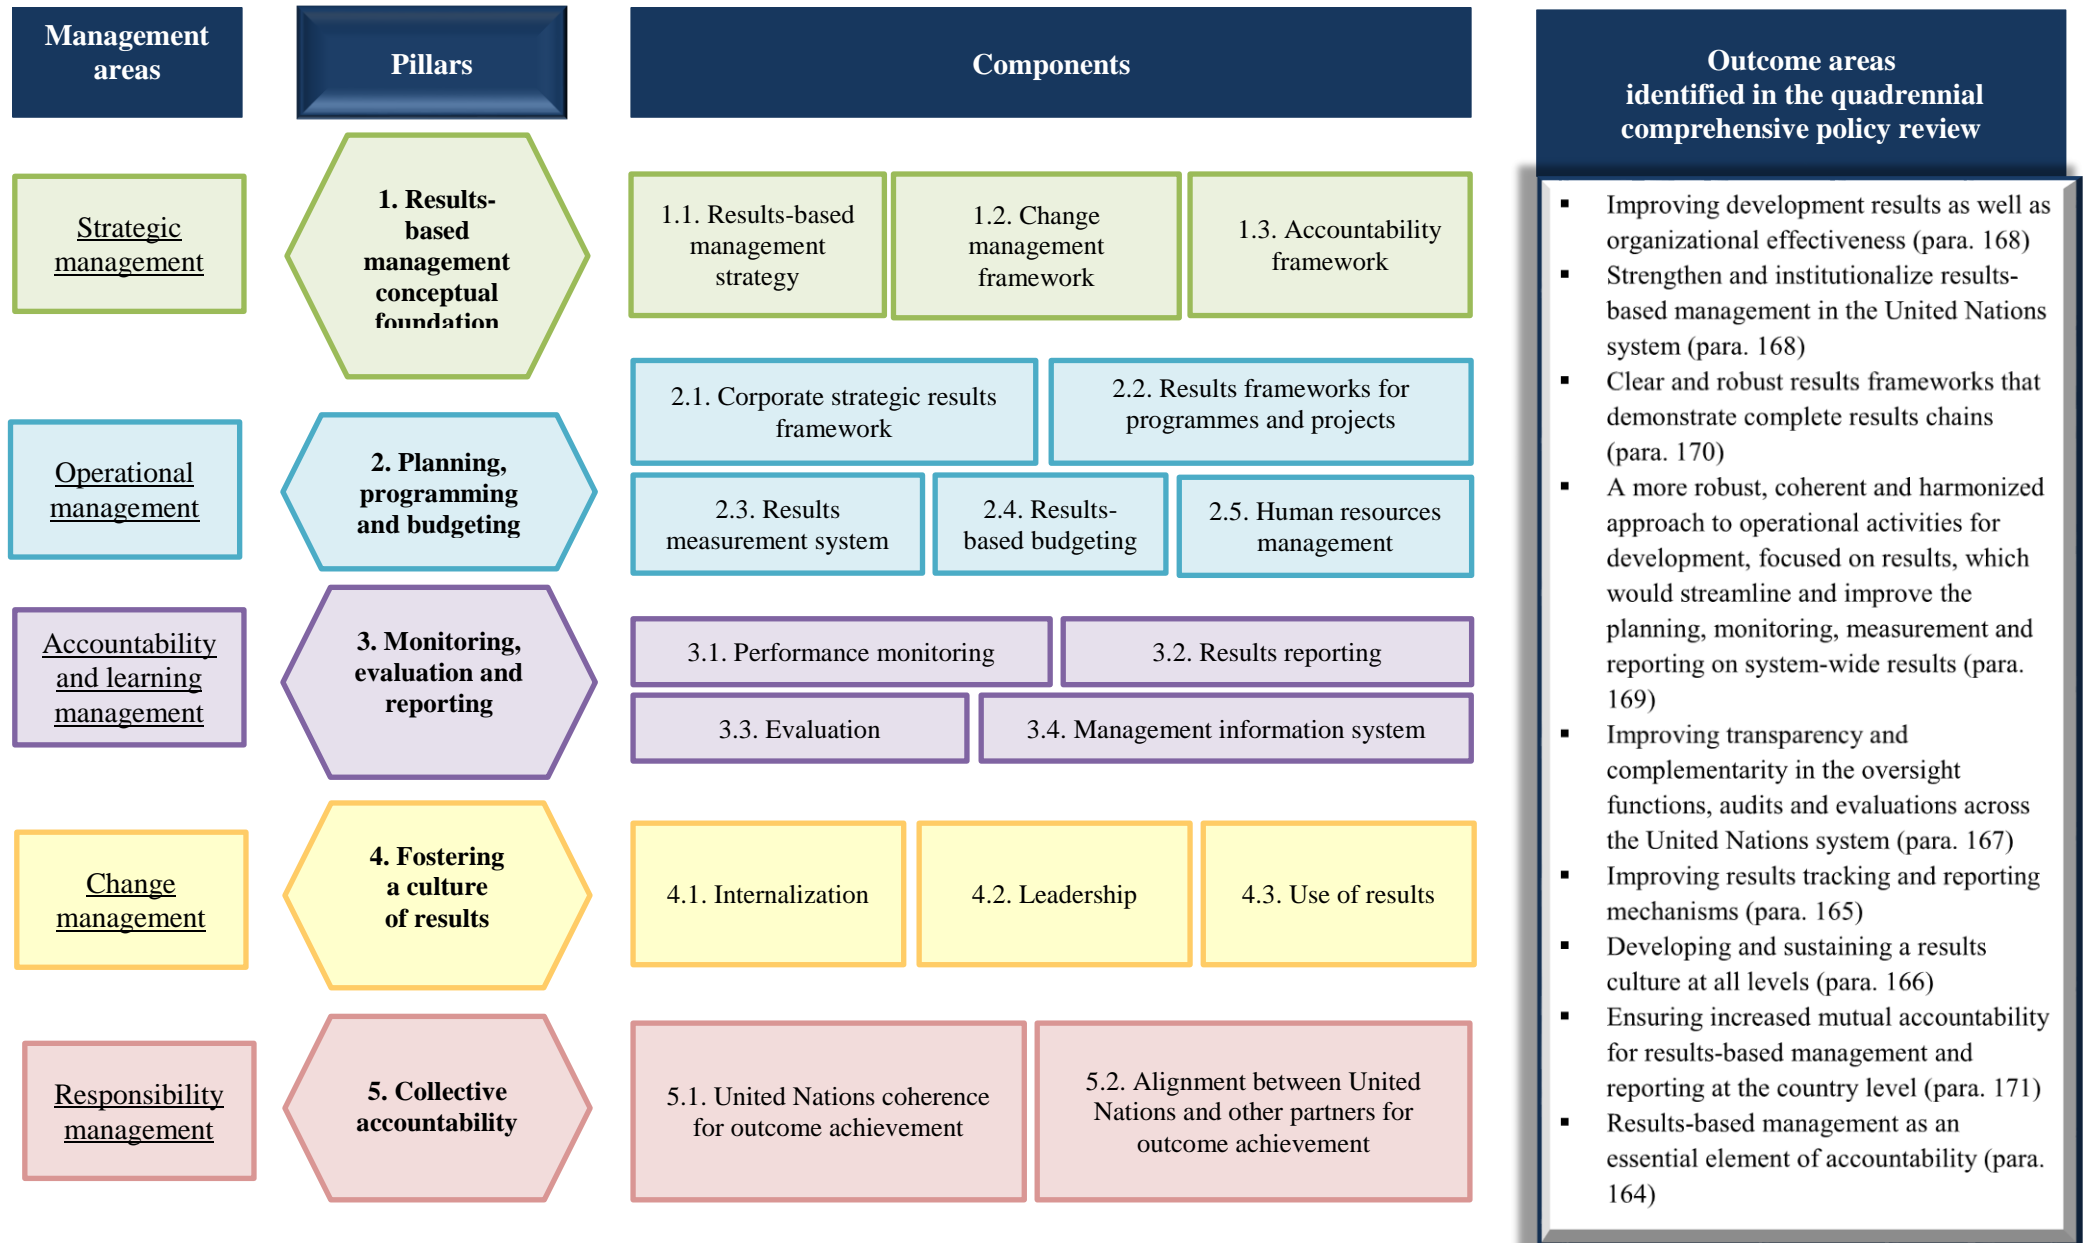 Management
areas
Pillars
Components
Outcome areas
identified in the quadrennial
comprehensive policy review
Strategic
management
1. Results-
based
management
conceptual
foundation
1.1. Results-based
management
strategy
1.2. Change
management
framework
1.3. Accountability
framework
Operational
management
2. Planning,
programming
and budgeting
2.1. Corporate strategic results
framework
2.2. Results frameworks for
programmes and projects
2.3. Results
measurement system
2.4. Results-
based budgeting
2.5. Human resources
management
Accountability
and learning
management
3. Monitoring,
evaluation and
reporting
3.1. Performance monitoring
3.2. Results reporting
3.3. Evaluation
3.4. Management information system
Change
management
4. Fostering
a culture
of results
4.1. Internalization
4.2. Leadership
4.3. Use of results
Responsibility
management
5. Collective
accountability
5.1. United Nations coherence
for outcome achievement
5.2. Alignment between United
Nations and other partners for
outcome achievement
▪ Improving development results as well as
organizational effectiveness (para. 168)
▪ Strengthen and institutionalize results-
based management in the United Nations
system (para. 168)
▪ Clear and robust results frameworks that
demonstrate complete results chains
(para. 170)
▪ A more robust, coherent and harmonized
approach to operational activities for
development, focused on results, which
would streamline and improve the
planning, monitoring, measurement and
reporting on system-wide results (para.
169)
▪ Improving transparency and
complementarity in the oversight
functions, audits and evaluations across
the United Nations system (para. 167)
▪ Improving results tracking and reporting
mechanisms (para. 165)
▪ Developing and sustaining a results
culture at all levels (para. 166)
▪ Ensuring increased mutual accountability
for results-based management and
reporting at the country level (para. 171)
▪ Results-based management as an
essential element of accountability (para.
164)